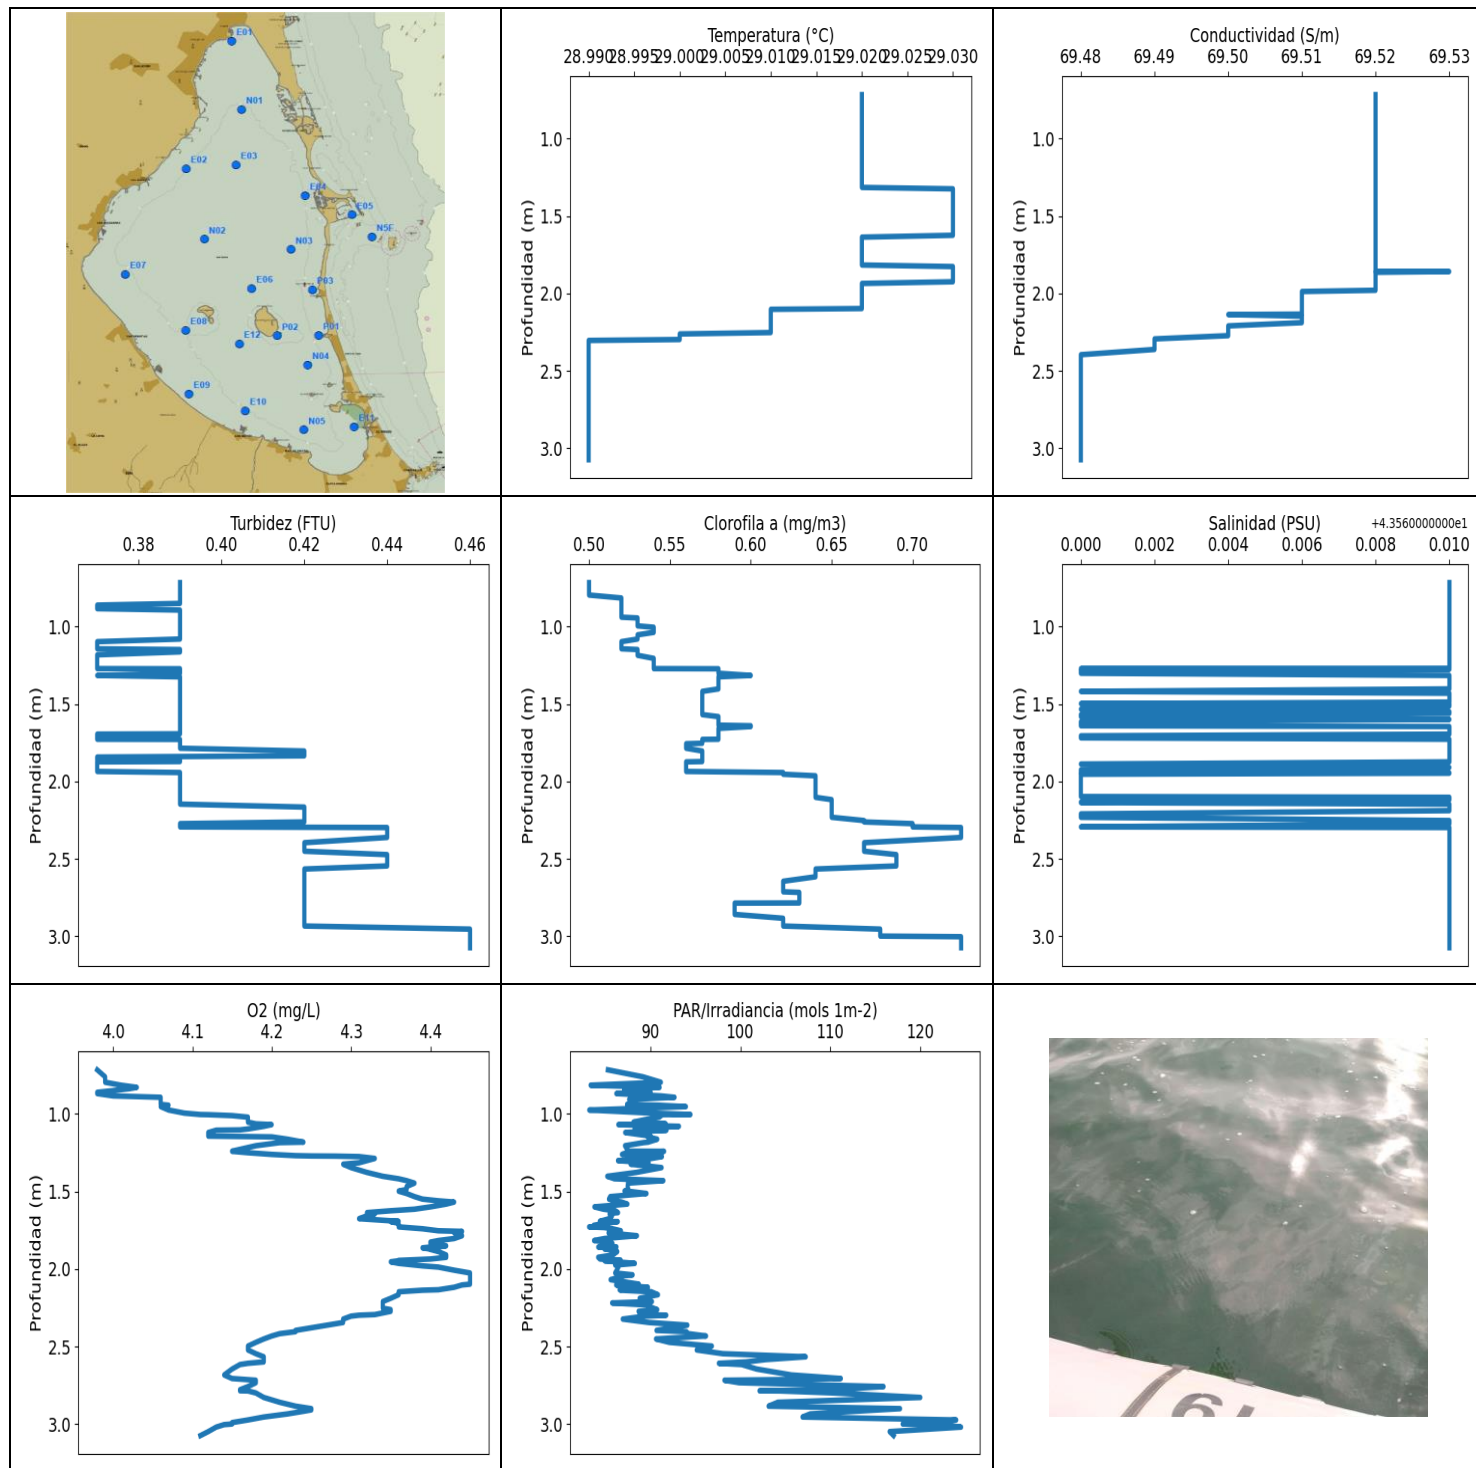 E01
N01
E02
E03
E04
E05
N5F
N02
N03
E07
E06
P03
E08
E12
P02
P01
N04
E09
E10
N05
E11
Temperatura (°C)
28.990 28.995 29.000 29.005 29.010 29.015 29.020 29.025 29.030
Profundidad (m)
1.0
1.5
2.0
2.5
3.0
Conductividad (S/m)
69.48 69.49 69.50 69.51 69.52 69.53
Profundidad (m)
1.0
1.5
2.0
2.5
3.0
Turbidez (FTU)
0.38 0.40 0.42 0.44 0.46
Profundidad (m)
1.0
1.5
2.0
2.5
3.0
Clorofila a (mg/m3)
0.50 0.55 0.60 0.65 0.70
Profundidad (m)
1.0
1.5
2.0
2.5
3.0
Salinidad (PSU) +4.3560000000e1
0.000 0.002 0.004 0.006 0.008 0.010
Profundidad (m)
1.0
1.5
2.0
2.5
3.0
O2 (mg/L)
4.0 4.1 4.2 4.3 4.4
Profundidad (m)
1.0
1.5
2.0
2.5
3.0
PAR/Irradiancia (mols 1m-2)
90 100 110 120
Profundidad (m)
1.0
1.5
2.0
2.5
3.0